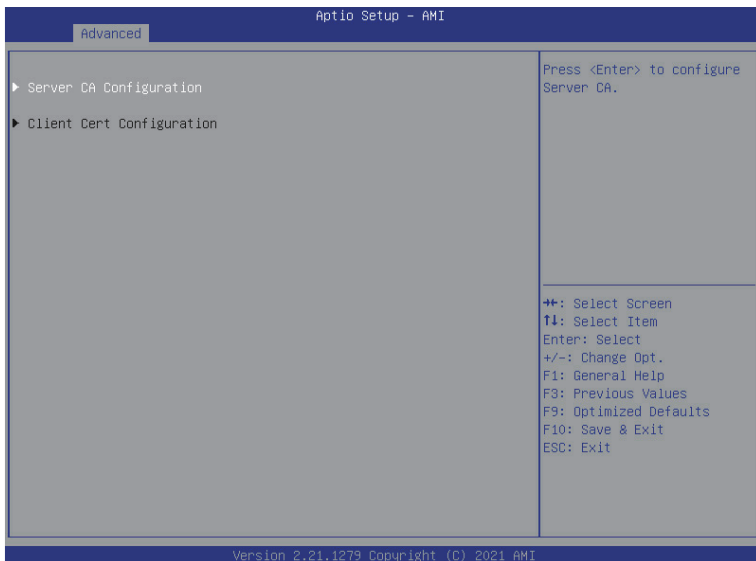 Aptio Setup – AMI
Advanced
▶ Server CA Configuration
▶ Client Cert Configuration
Press <Enter> to configure
Server CA.
→←: Select Screen
↑↓: Select Item
Enter: Select
+/-: Change Opt.
F1: General Help
F3: Previous Values
F9: Optimized Defaults
F10: Save & Exit
ESC: Exit
Version 2.21.1279 Copyright (C) 2021 AMI